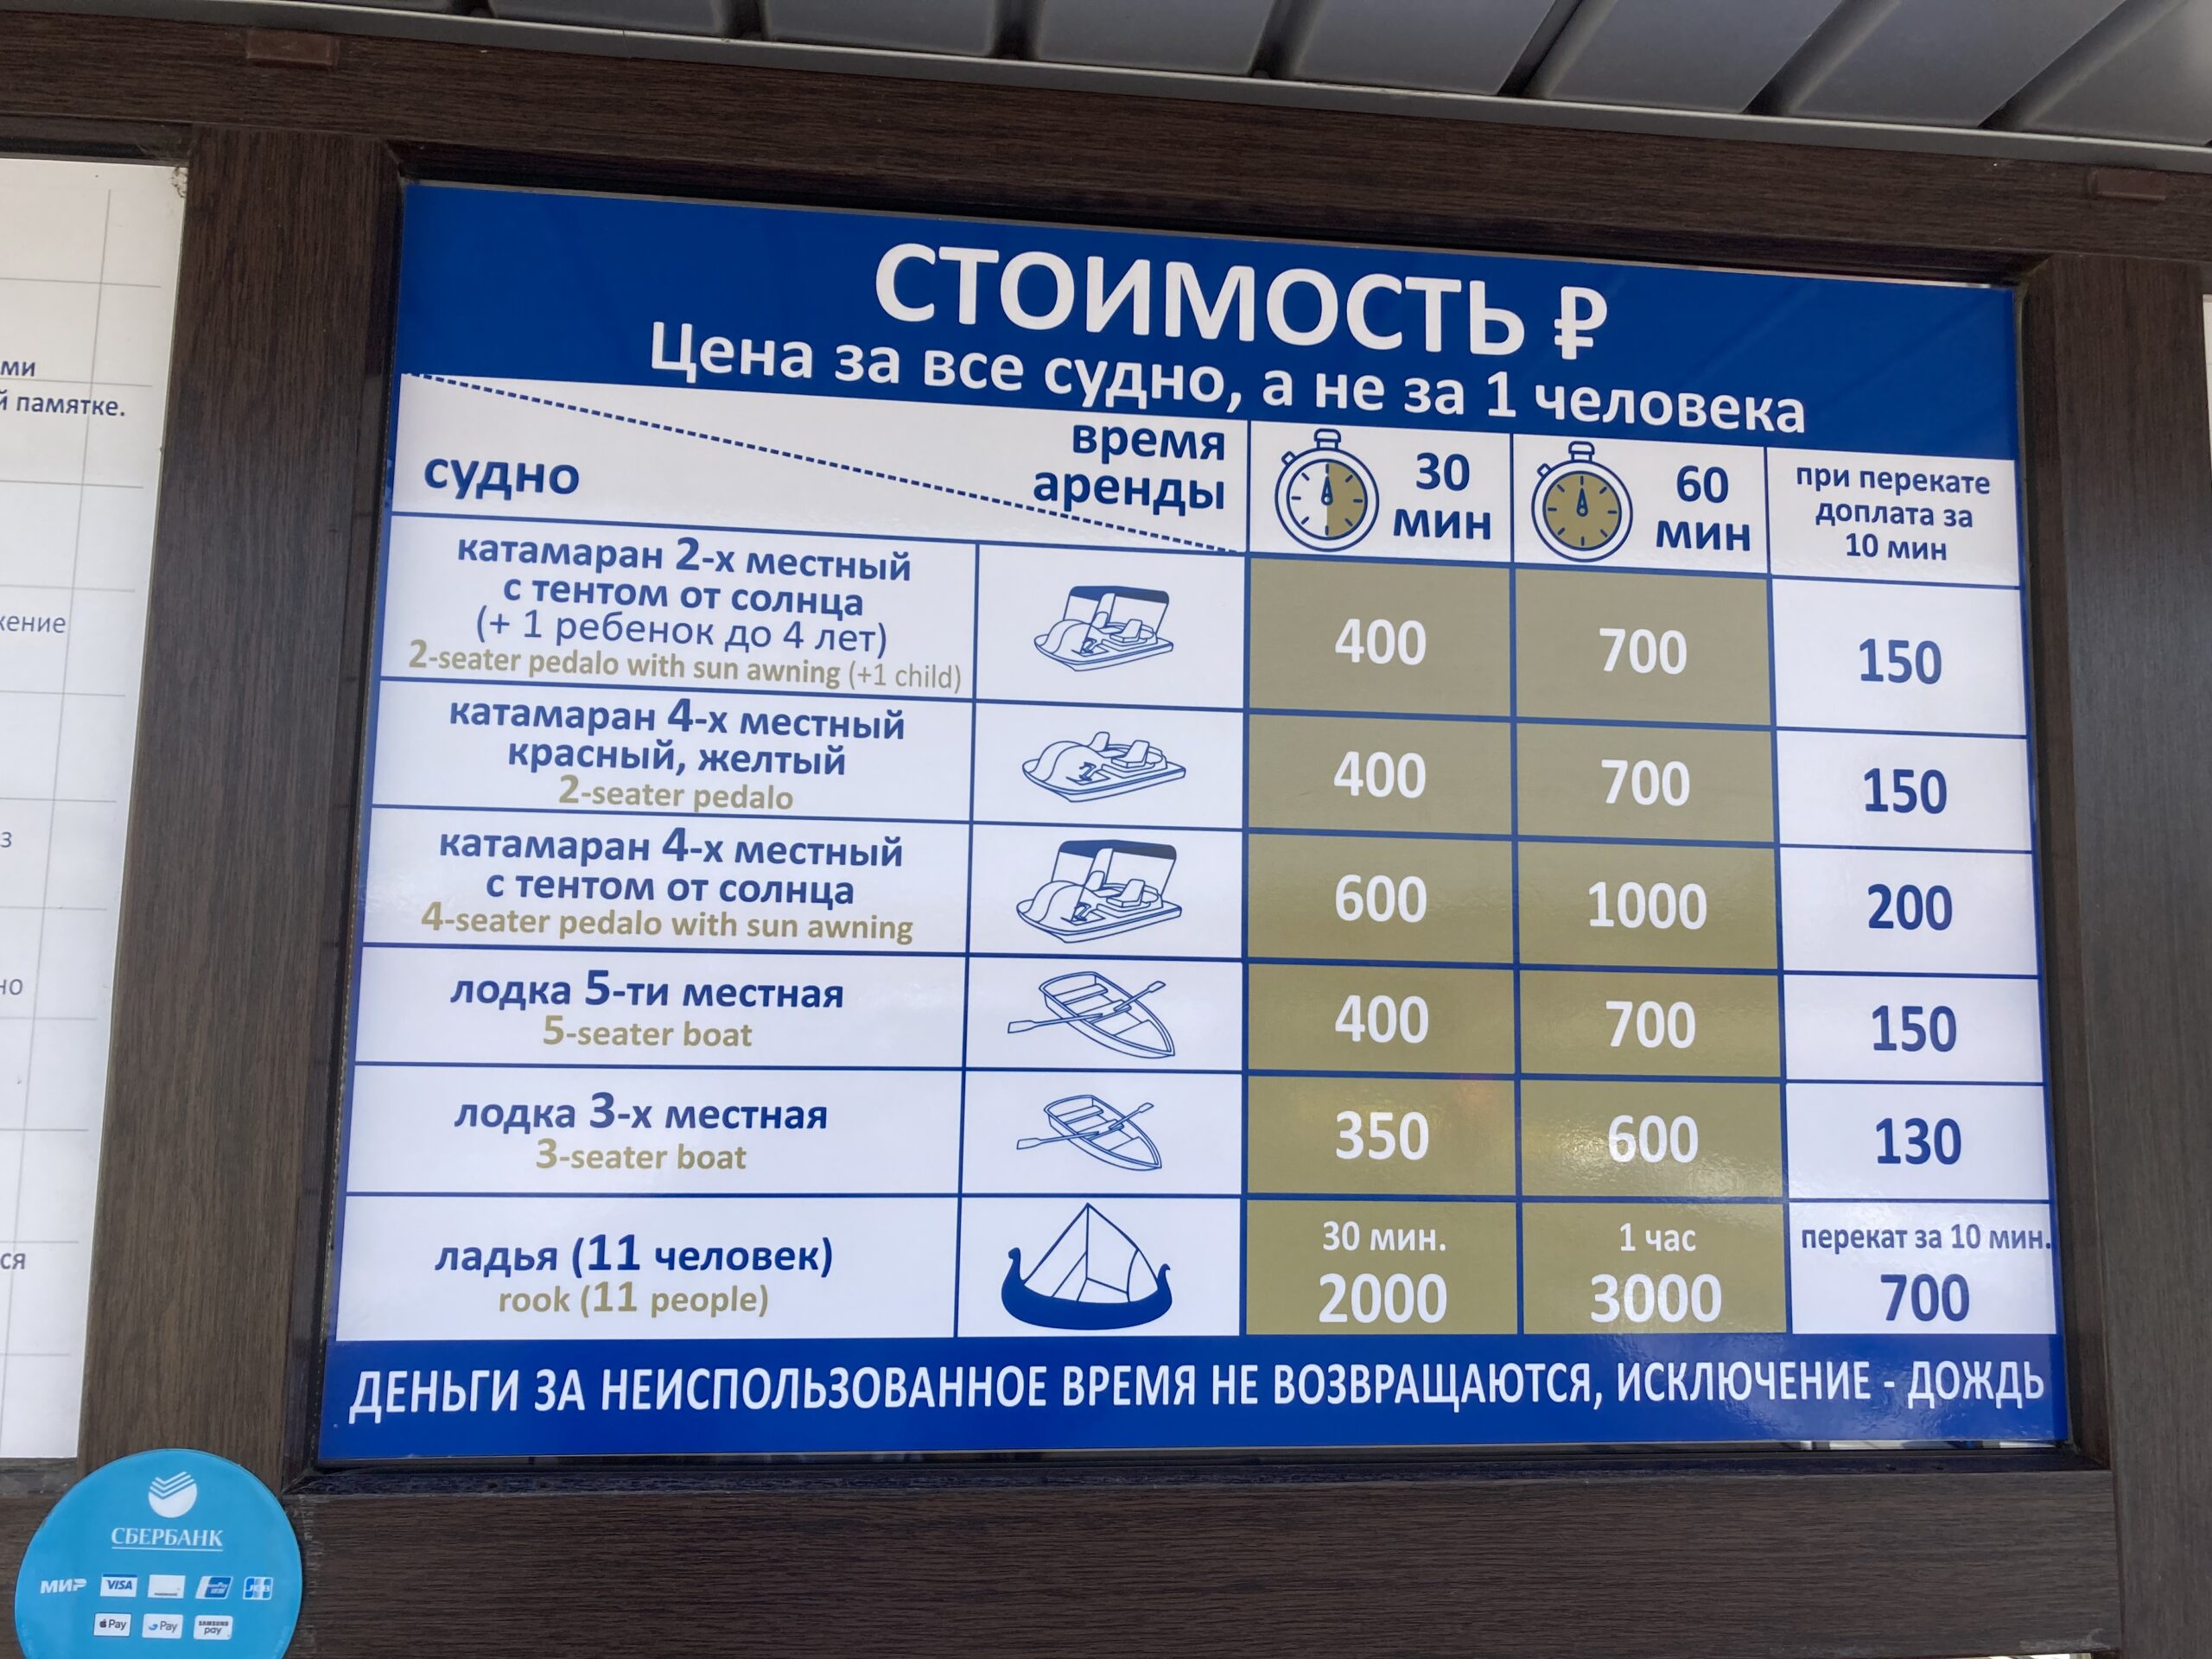 ми
й памятке.
жение
з
но
ся
СТОИМОСТЬ ₽
Цена за все судно, а не за 1 человека
судно
время
аренды
30
мин
60
мин
при перекате
доплата за
10 мин
катамаран 2-х местный
с тентом от солнца
(+ 1 ребенок до 4 лет)
2-seater pedalo with sun awning (+1 child)
400
700
150
катамаран 4-х местный
красный, желтый
2-seater pedalo
400
700
150
катамаран 4-х местный
с тентом от солнца
4-seater pedalo with sun awning
600
1000
200
лодка 5-ти местная
5-seater boat
400
700
150
лодка 3-х местная
3-seater boat
350
600
130
ладья (11 человек)
rook (11 people)
30 мин.
2000
1 час
3000
перекат за 10 мин.
700
ДЕНЬГИ ЗА НЕИСПОЛЬЗОВАННОЕ ВРЕМЯ НЕ ВОЗВРАЩАЮТСЯ, ИСКЛЮЧЕНИЕ - ДОЖДЬ
СБЕРБАНК
МИР VISA JCB
Pay Pay SAMSUNG pay